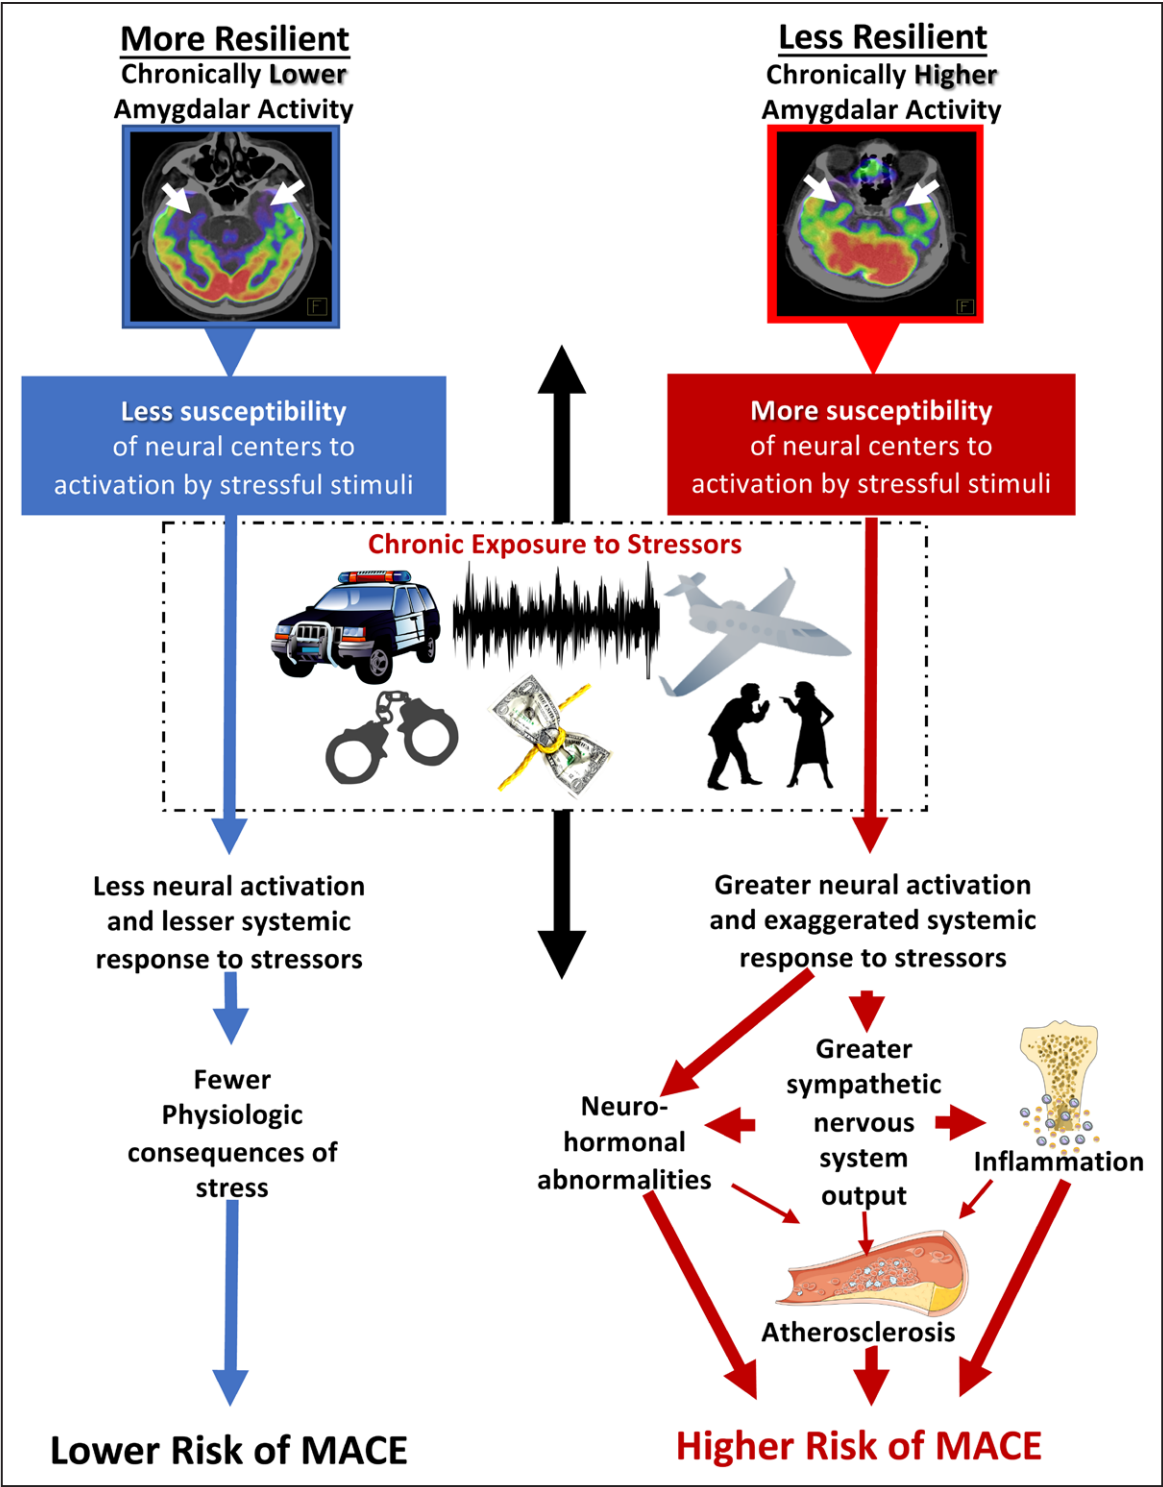 More Resilient
Chronically Lower
Amygdalar Activity
F
Less susceptibility
of neural centers to
activation by stressful stimuli
Less Resilient
Chronically Higher
Amygdalar Activity
F
More susceptibility
of neural centers to
activation by stressful stimuli
Chronic Exposure to Stressors
Less neural activation
and lesser systemic
response to stressors
Fewer
Physiologic
consequences of
stress
Lower Risk of MACE
Greater neural activation
and exaggerated systemic
response to stressors
Neuro-
hormonal
abnormalities
Greater
sympathetic
nervous
system
output
Inflammation
Atherosclerosis
Higher Risk of MACE